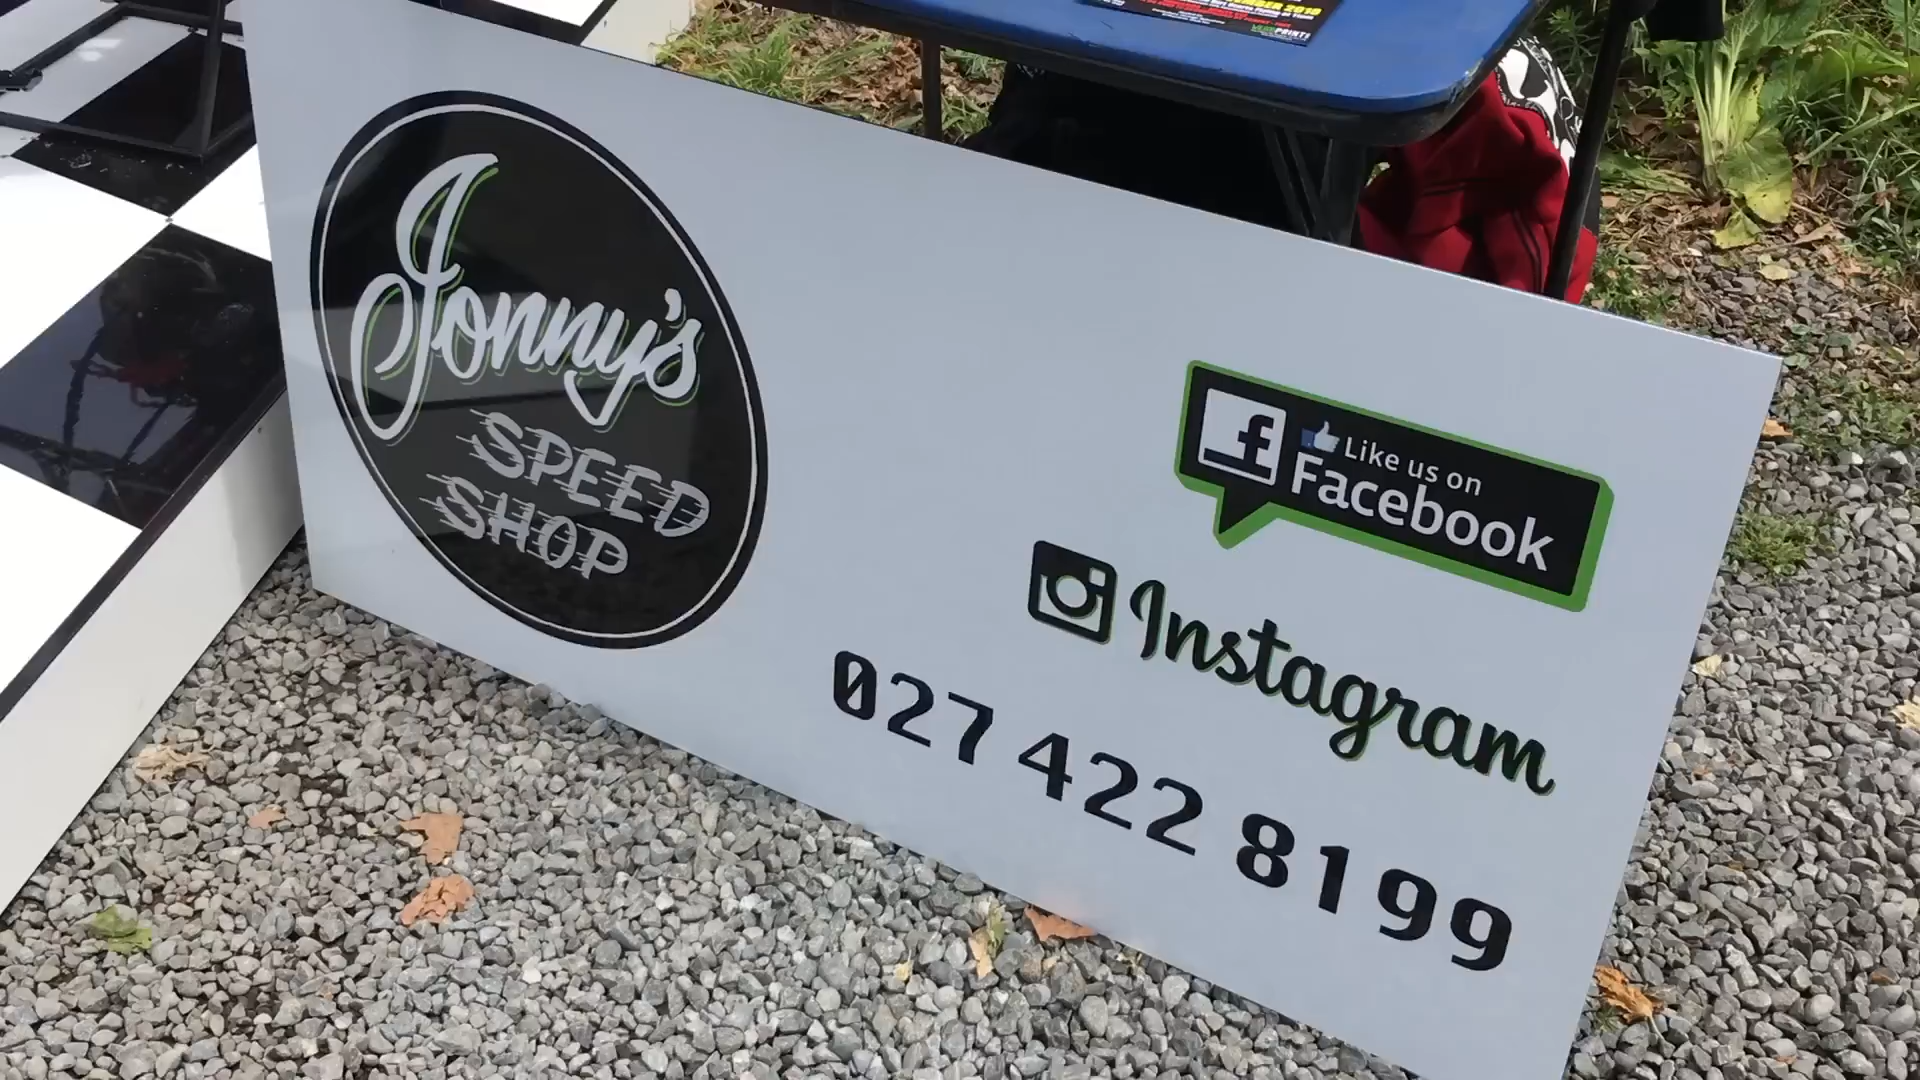 Jonny's
SPEED
SHOP
f
Like us on
Facebook
Instagram
027 422 8199